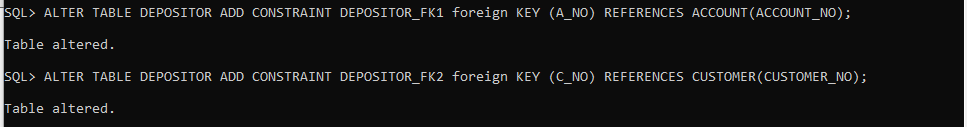 SQL> ALTER TABLE DEPOSITOR ADD CONSTRAINT DEPOSITOR_FK1 foreign KEY (A_NO) REFERENCES ACCOUNT(ACCOUNT_NO);
Table altered.
SQL> ALTER TABLE DEPOSITOR ADD CONSTRAINT DEPOSITOR_FK2 foreign KEY (C_NO) REFERENCES CUSTOMER(CUSTOMER_NO);
Table altered.